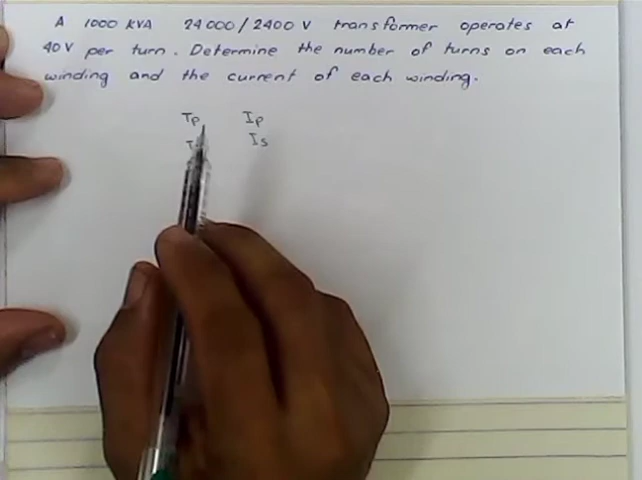 A 1000 KVA 24000/2400 V transformer operates at
40 V per turn. Determine the number of turns on each
winding and the current of each winding.
Tp Ip
Is